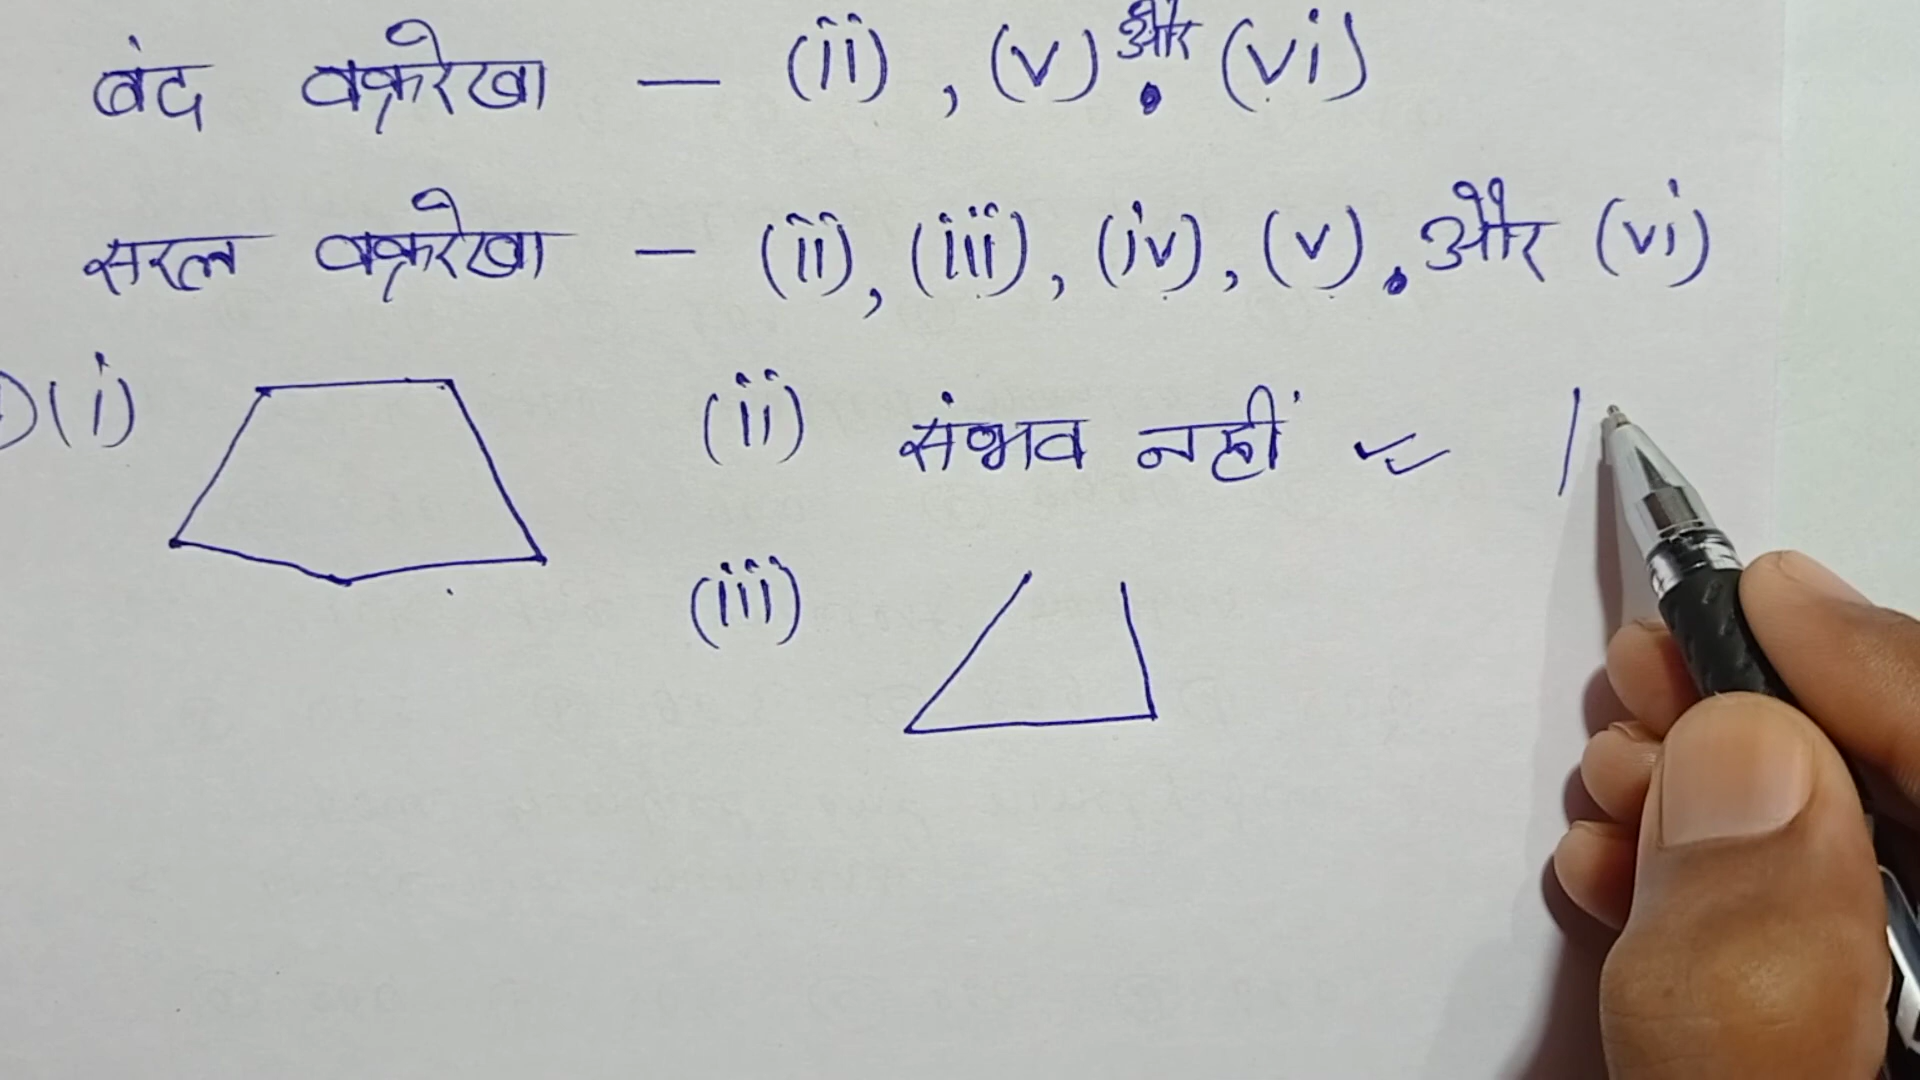 बंद वक्ररेखा — (ii), (v) और (vi)
सरल वक्ररेखा — (ii), (iii), (iv), (v). और (vi)
(i)
(ii) संभव नहीं
(iii)